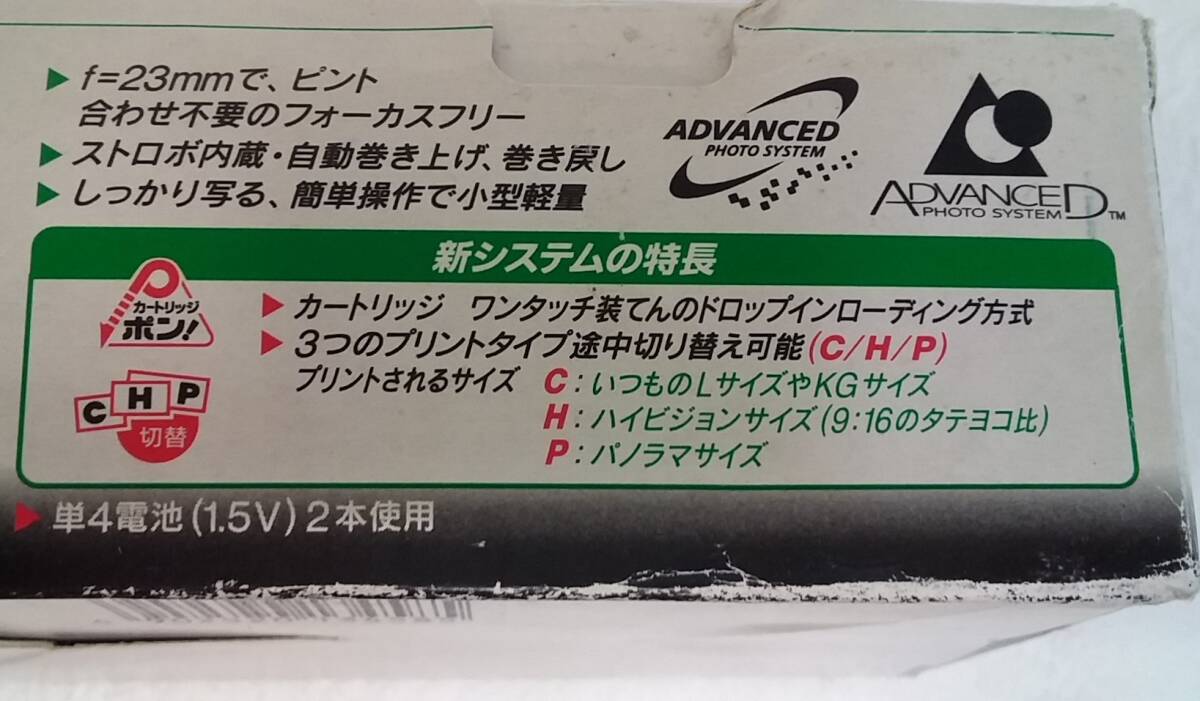 ▶ f=23mmで、ピント
合わせ不要のフォーカスフリー
▶ ストロボ内蔵・自動巻き上げ、巻き戻し
▶ しっかり写る、簡単操作で小型軽量
ADVANCED
PHOTO SYSTEM
ADVANCED
PHOTO SYSTEM TM
新システムの特長
カートリッジ
ポン!
▶ カートリッジ ワンタッチ装てんのドロップインローディング方式
▶ 3つのプリントタイプ途中切り替え可能(C/H/P)
プリントされるサイズ C:いつものLサイズやKGサイズ
H:ハイビジョンサイズ(9:16のタテヨコ比)
P:パノラマサイズ
C H P
切替
▶ 単4電池(1.5V)2本使用